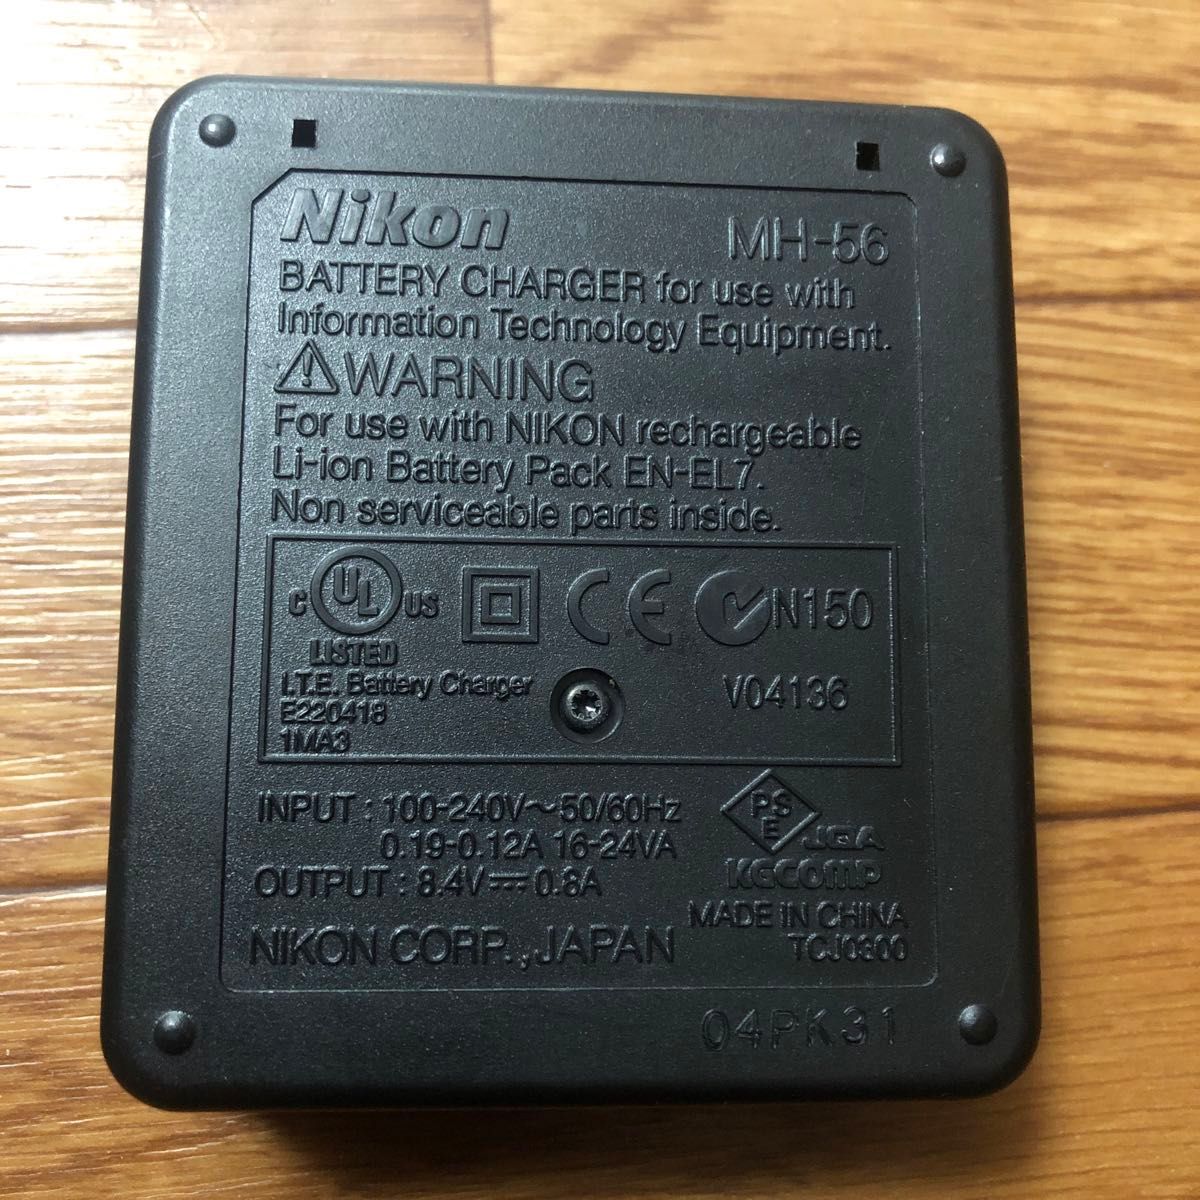 Nikon MH-56
BATTERY CHARGER for use with
Information Technology Equipment.
WARNING
For use with NIKON rechargeable
Li-ion Battery Pack EN-EL7.
Non serviceable parts inside.
C UL US CE N150
LISTED
I.T.E. Battery Charger
E220418
1MA3
V04136
INPUT : 100-240V~50/60Hz
0.19-0.12A 16-24VA
OUTPUT : 8.4V⎓0.8A
PSE JQA
KCCOMP
MADE IN CHINA
TCJ0300
NIKON CORP., JAPAN
04PK31